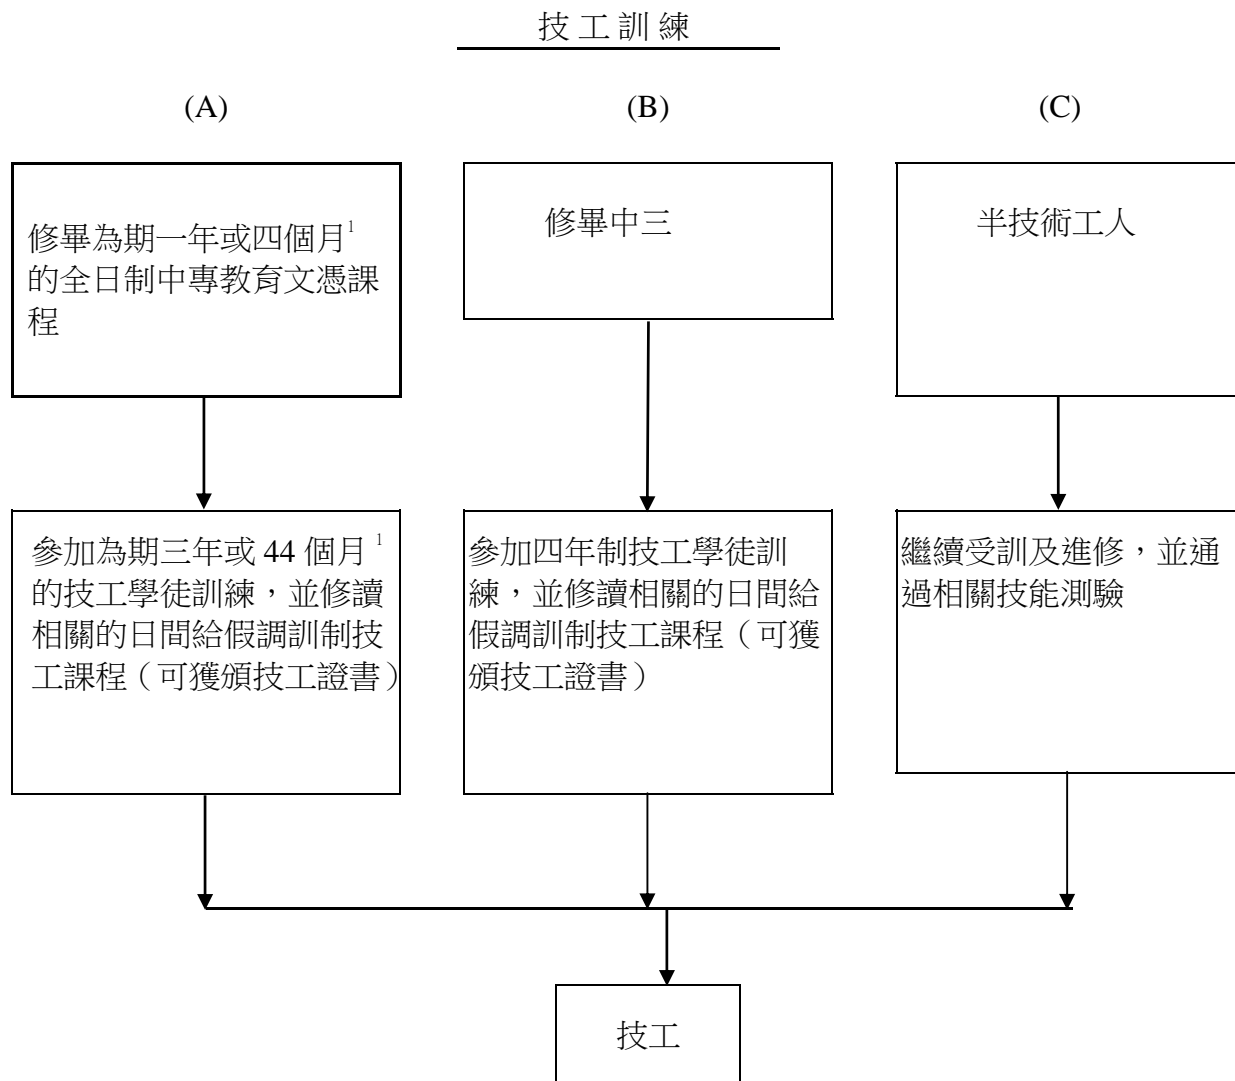 技工訓練
(A)
(B)
(C)
修畢為期一年或四個月1
的全日制中專教育文憑課
程
修畢中三
半技術工人
參加為期三年或 44 個月1
的技工學徒訓練，並修讀
相關的日間給假調訓制技
工課程（可獲頒技工證書）
參加四年制技工學徒訓
練，並修讀相關的日間給
假調訓制技工課程（可獲
頒技工證書）
繼續受訓及進修，並通
過相關技能測驗
技工